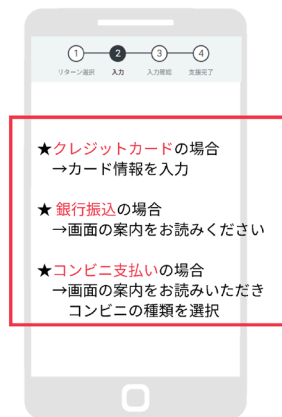 1 2 3 4
リターン選択 入力 入力確認 支援完了
★クレジットカードの場合
→カード情報を入力
★銀行振込の場合
→画面の案内をお読みください
★コンビニ支払いの場合
→画面の案内をお読みいただき
コンビニの種類を選択